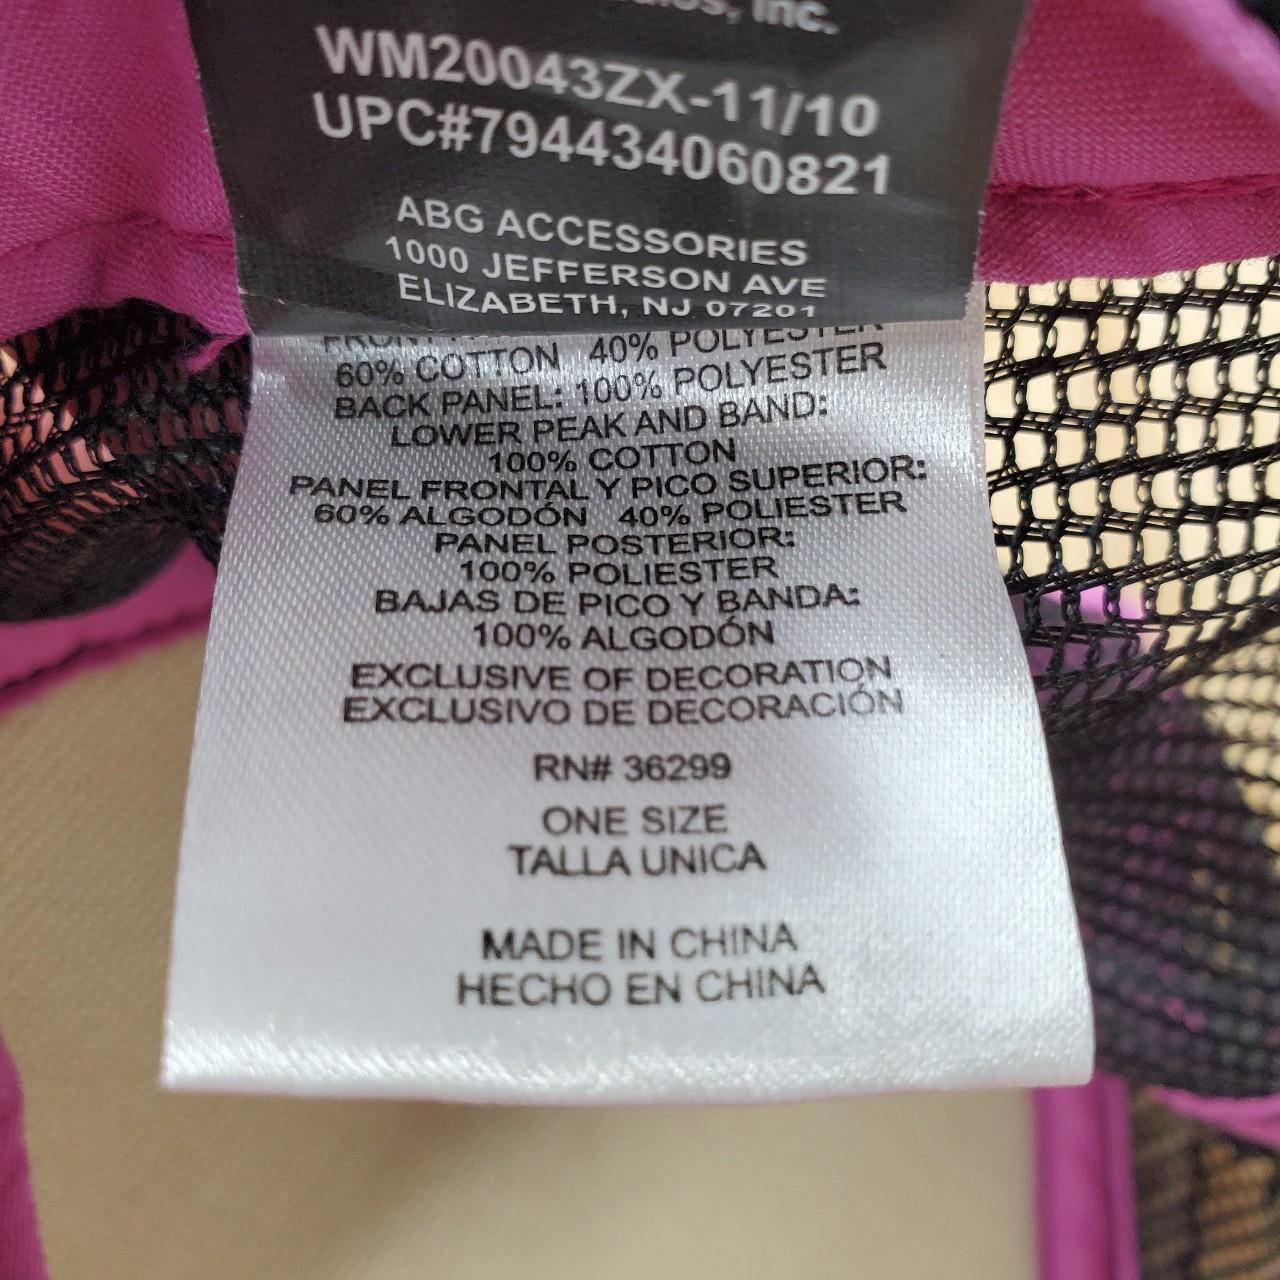 Inc.
WM20043ZX-11/10
UPC#794434060821
ABG ACCESSORIES
1000 JEFFERSON AVE
ELIZABETH, NJ 07201
60% COTTON 40% POLYESTER
BACK PANEL: 100% POLYESTER
LOWER PEAK AND BAND:
100% COTTON
PANEL FRONTAL Y PICO SUPERIOR:
60% ALGODÓN 40% POLIESTER
PANEL POSTERIOR:
100% POLIESTER
BAJAS DE PICO Y BANDA:
100% ALGODÓN
EXCLUSIVE OF DECORATION
EXCLUSIVO DE DECORACIÓN
RN# 36299
ONE SIZE
TALLA UNICA
MADE IN CHINA
HECHO EN CHINA